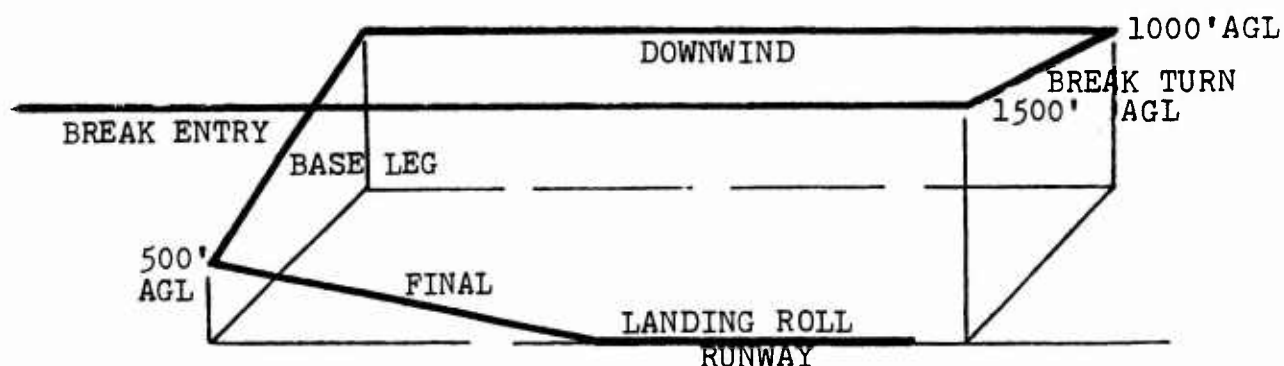 1000'AGL
DOWNWIND
BREAK TURN
1500' AGL
BREAK ENTRY
BASE LEG
500'
AGL
FINAL
LANDING ROLL
RUNWAY